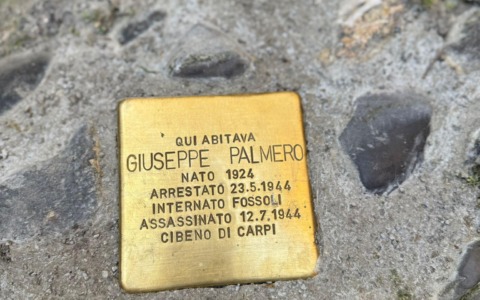 QUI ABITAVA
GIUSEPPE PALMERO
NATO 1924
ARRESTATO 23.5.1944
INTERNATO FOSSOLI
ASSASSINATO 12.7.1944
CIBENO DI CARPI